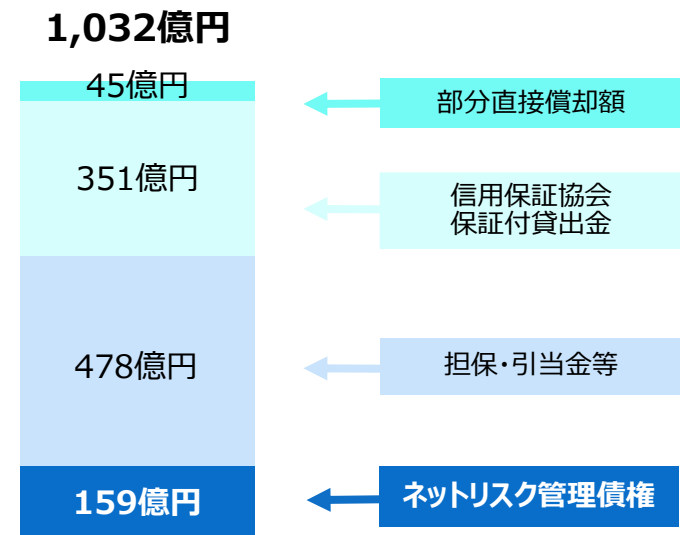 1,032億円
45億円
部分直接償却額
351億円
信用保証協会
保証付貸出金
478億円
担保・引当金等
159億円
ネットリスク管理債権